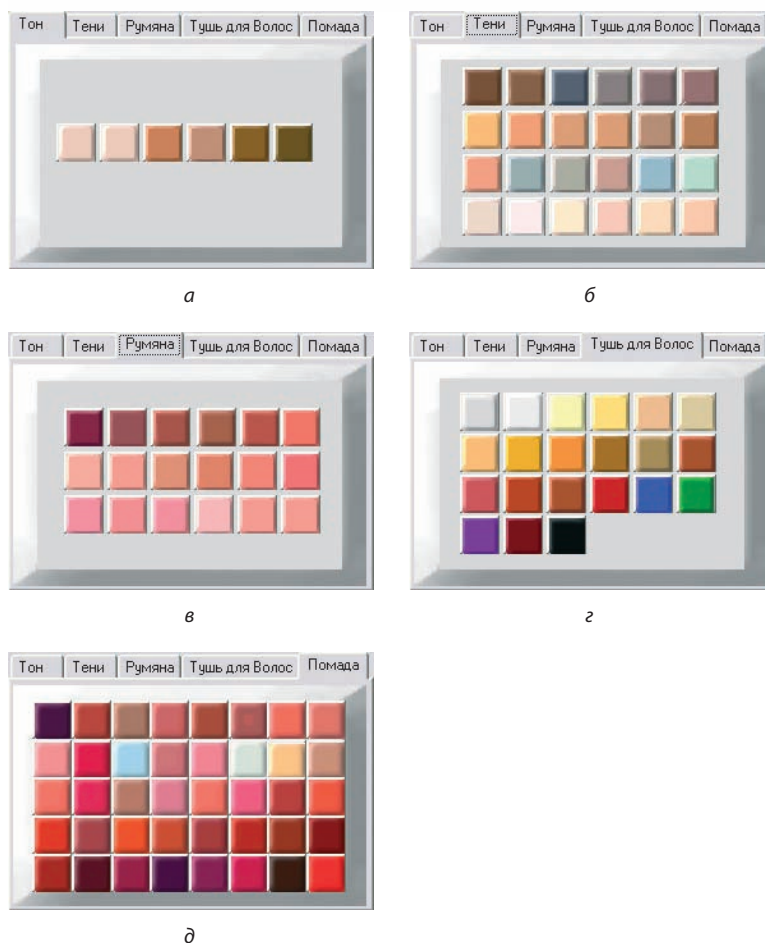 Тон Тени Румяна Тушь для Волос Помада
Тон Тени Румяна Тушь для Волос Помада
а
б
Тон Тени Румяна Тушь для Волос Помада
Тон Тени Румяна Тушь для Волос Помада
в
г
Тон Тени Румяна Тушь для Волос Помада
д